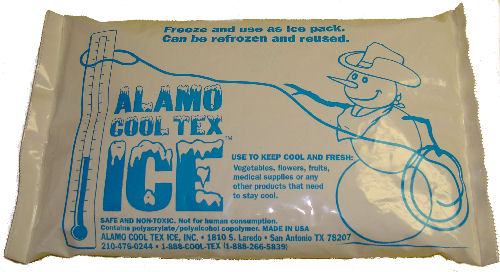 Freeze and use as ice pack.
Can be refrozen and reused.
ALAMO
COOL TEX
ICE™
USE TO KEEP COOL AND FRESH:
Vegetables, flowers, fruits,
medical supplies or any
other products that need
to stay cool.
SAFE AND NON-TOXIC. Not for human consumption.
Contains polyacrylate/polyalcohol copolymer. MADE IN USA
ALAMO COOL TEX ICE, INC. • 1810 S. Laredo • San Antonio TX 78207
210-476-0244 • 1-888-COOL-TEX (1-888-266-5839)